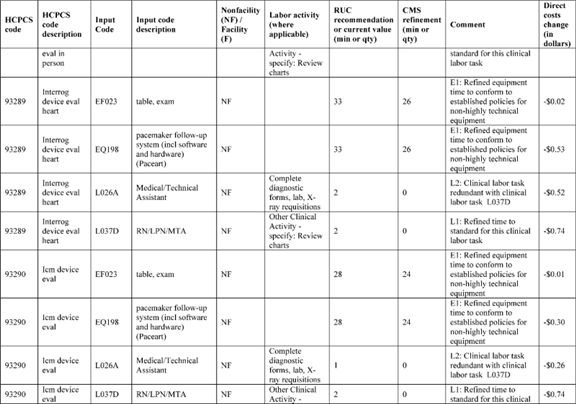 HCPCS code | HCPCS code description | Input Code | Input code description | Nonfacility (NF) / Facility (F) | Labor activity (where applicable) | RUC recommendation or current value (min or qty) | CMS refinement (min or qty) | Comment | Direct costs change (in dollars)
eval in person | Activity - specify: Review charts | standard for this clinical labor task
93289 | Interrog device eval heart | EF023 | table, exam | NF | 33 | 26 | E1: Refined equipment time to conform to established policies for non-highly technical equipment | -$0.02
93289 | Interrog device eval heart | EQ198 | pacemaker follow-up system (incl software and hardware) (Paceart) | NF | 33 | 26 | E1: Refined equipment time to conform to established policies for non-highly technical equipment | -$0.53
93289 | Interrog device eval heart | L026A | Medical/Technical Assistant | NF | Complete diagnostic forms, lab, X-ray requisitions | 2 | 0 | L2: Clinical labor task redundant with clinical labor task L037D | -$0.52
93289 | Interrog device eval heart | L037D | RN/LPN/MTA | NF | Other Clinical Activity - specify: Review charts | 2 | 0 | L1: Refined time to standard for this clinical labor task | -$0.74
93290 | Icm device eval | EF023 | table, exam | NF | 28 | 24 | E1: Refined equipment time to conform to established policies for non-highly technical equipment | -$0.01
93290 | Icm device eval | EQ198 | pacemaker follow-up system (incl software and hardware) (Paceart) | NF | 28 | 24 | E1: Refined equipment time to conform to established policies for non-highly technical equipment | -$0.30
93290 | Icm device eval | L026A | Medical/Technical Assistant | NF | Complete diagnostic forms, lab, X-ray requisitions | 1 | 0 | L2: Clinical labor task redundant with clinical labor task L037D | -$0.26
93290 | Icm device eval | L037D | RN/LPN/MTA | NF | Other Clinical Activity - | 2 | 0 | L1: Refined time to standard for this clinical | -$0.74